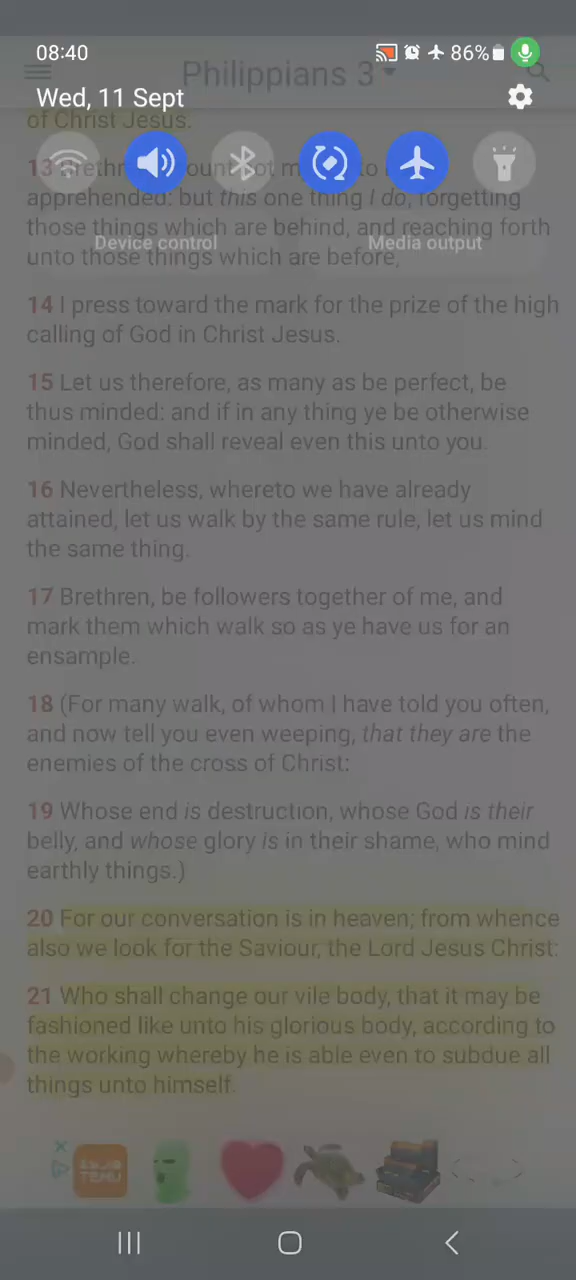 08:40
86%
Philippians 3
Wed, 11 Sept
of Christ Jesus.
13 Brethren, count not m to
apprehended: but this one thing I do, forgetting
those things which are behind, and reaching forth
Device control
Media output
unto those things which are before,
14 I press toward the mark for the prize of the high
calling of God in Christ Jesus.
15 Let us therefore, as many as be perfect, be
thus minded: and if in any thing ye be otherwise
minded, God shall reveal even this unto you.
16 Nevertheless, whereto we have already
attained, let us walk by the same rule, let us mind
the same thing.
17 Brethren, be followers together of me, and
mark them which walk so as ye have us for an
ensample.
18 (For many walk, of whom I have told you often,
and now tell you even weeping, that they are the
enemies of the cross of Christ:
19 Whose end is destruction, whose God is their
belly, and whose glory is in their shame, who mind
earthly things.)
20 For our conversation is in heaven; from whence
also we look for the Saviour, the Lord Jesus Christ:
21 Who shall change our vile body, that it may be
fashioned like unto his glorious body, according to
the working whereby he is able even to subdue all
things unto himself.
TEMU